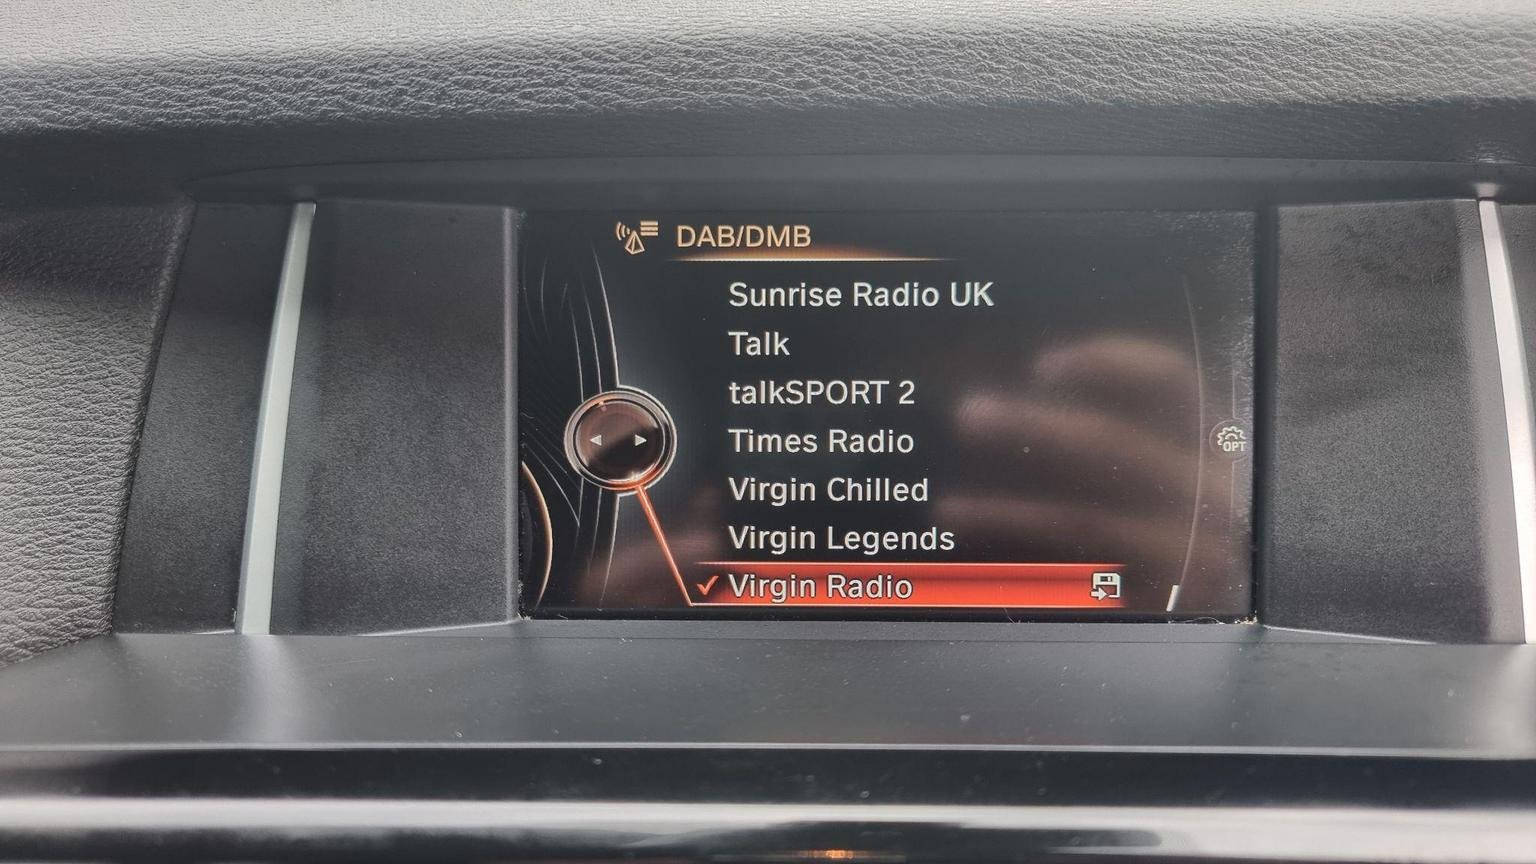 DAB/DMB
Sunrise Radio UK
Talk
talkSPORT 2
Times Radio
OPT
Virgin Chilled
Virgin Legends
Virgin Radio